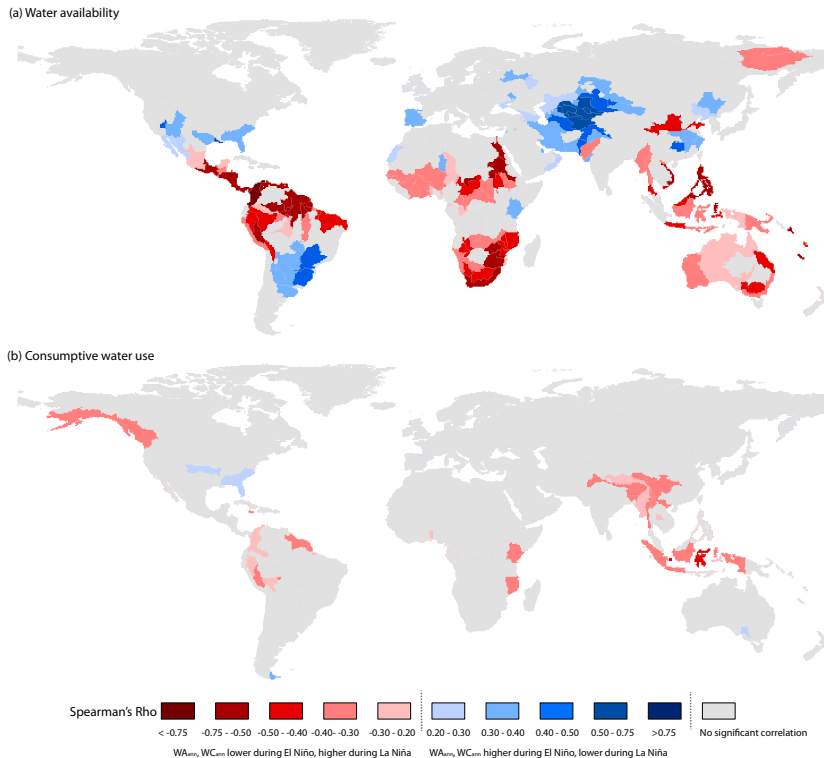 (a) Water availability
(b) Consumptive water use
Spearman's Rho
< -0.75 -0.75 - -0.50 -0.50 -0.40 -0.40 -0.30 -0.30 - 0.20 0.20 - 0.30 0.30 - 0.40 0.40 - 0.50 0.50 - 0.75 >0.75 No significant correlation
WAann, WCann lower during El Niño, higher during La Niña WAann, WCann higher during El Niño, lower during La Niña